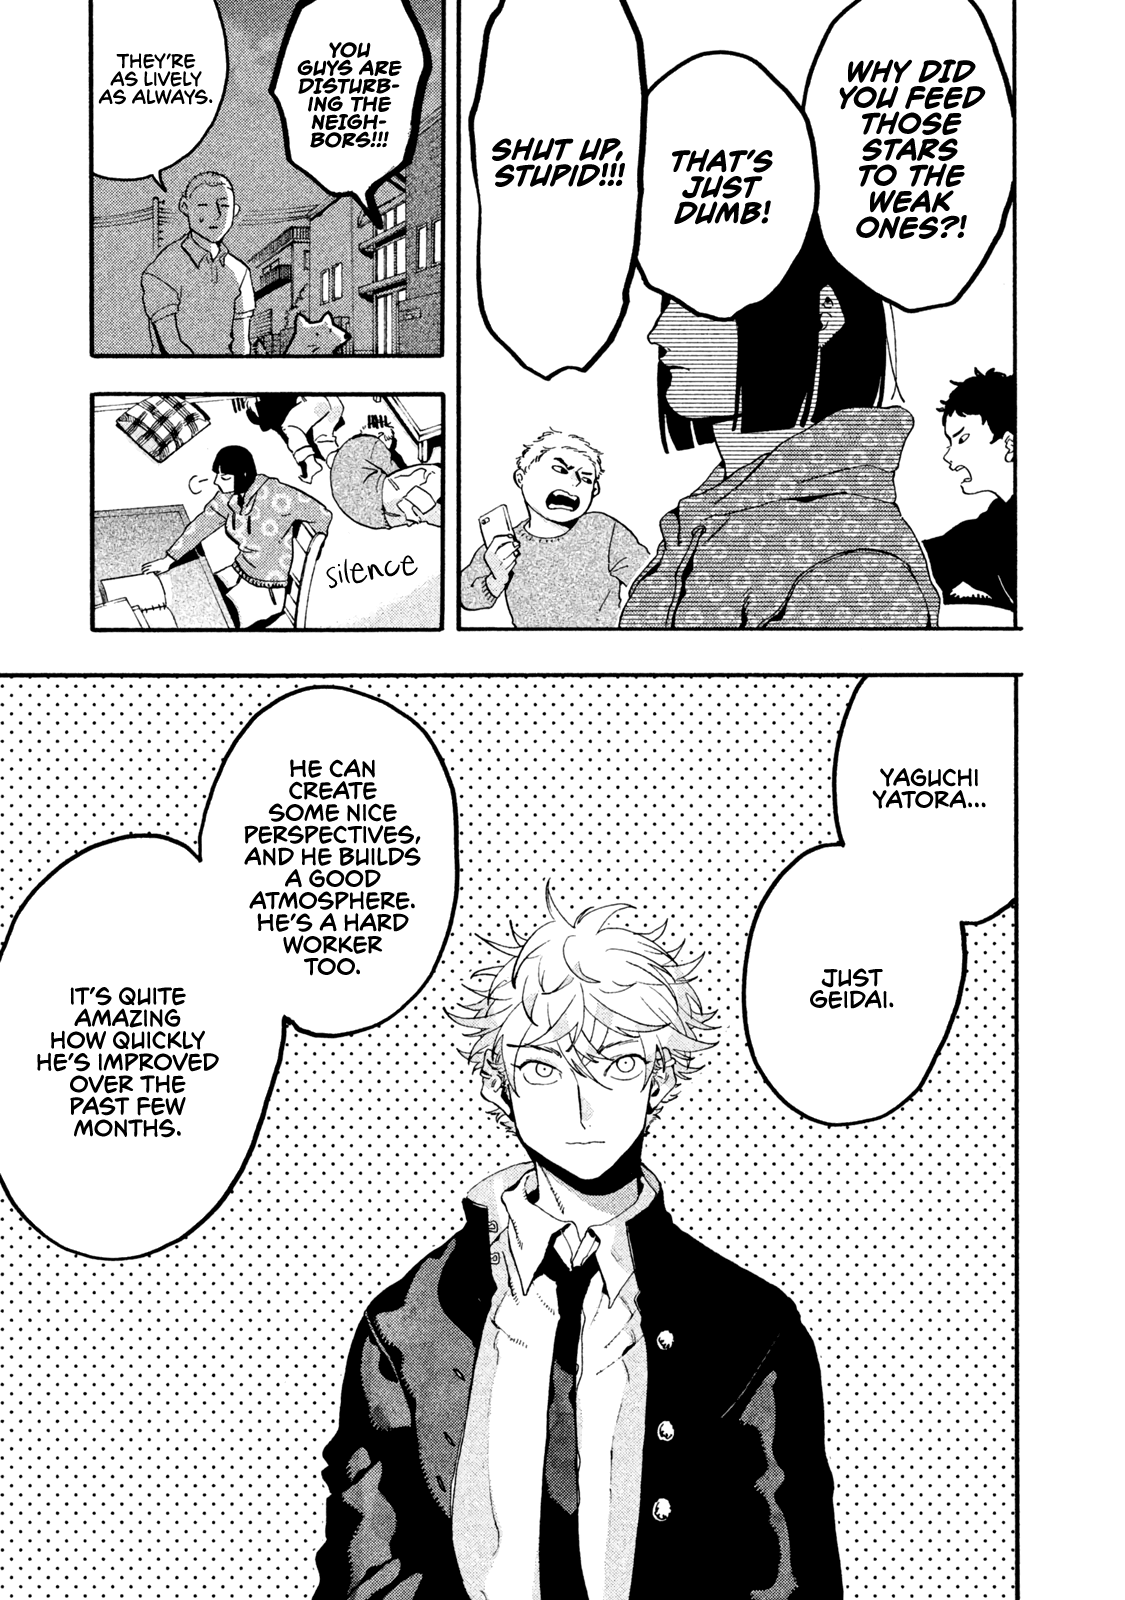 WHY DID
YOU FEED
THOSE
STARS
TO THE
WEAK
ONES?!
THAT'S
JUST
DUMB!
SHUT UP,
STUPID!!!
YOU
GUYS ARE
DISTURB-
ING THE
NEIGH-
BORS!!!
THEY'RE
AS LIVELY
AS ALWAYS.
silence
YAGUCHI
YATORA...
JUST
GEIDAI.
HE CAN
CREATE
SOME NICE
PERSPECTIVES,
AND HE BUILDS
A GOOD
ATMOSPHERE.
HE'S A HARD
WORKER
TOO.
IT'S QUITE
AMAZING
HOW QUICKLY
HE'S IMPROVED
OVER THE
PAST FEW
MONTHS.